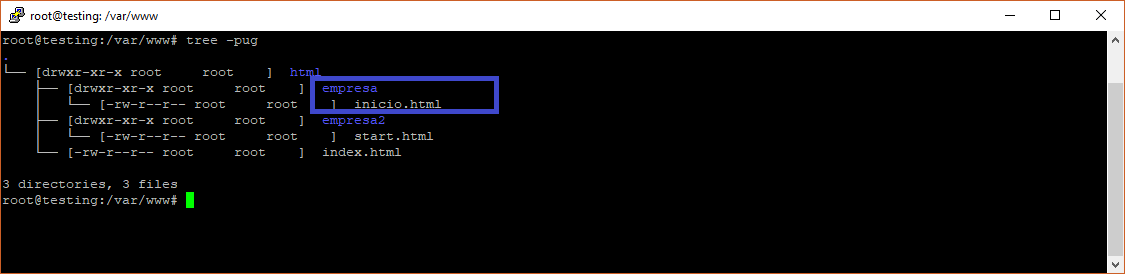 root@testing: /var/www
root@testing:/var/www# tree -pug
.
└── [drwxr-xr-x root     root    ]  html
    ├── [drwxr-xr-x root     root    ]  empresa
    │   └── [-rw-r--r-- root     root    ]  inicio.html
    ├── [drwxr-xr-x root     root    ]  empresa2
    │   └── [-rw-r--r-- root     root    ]  start.html
    └── [-rw-r--r-- root     root    ]  index.html
3 directories, 3 files
root@testing:/var/www#